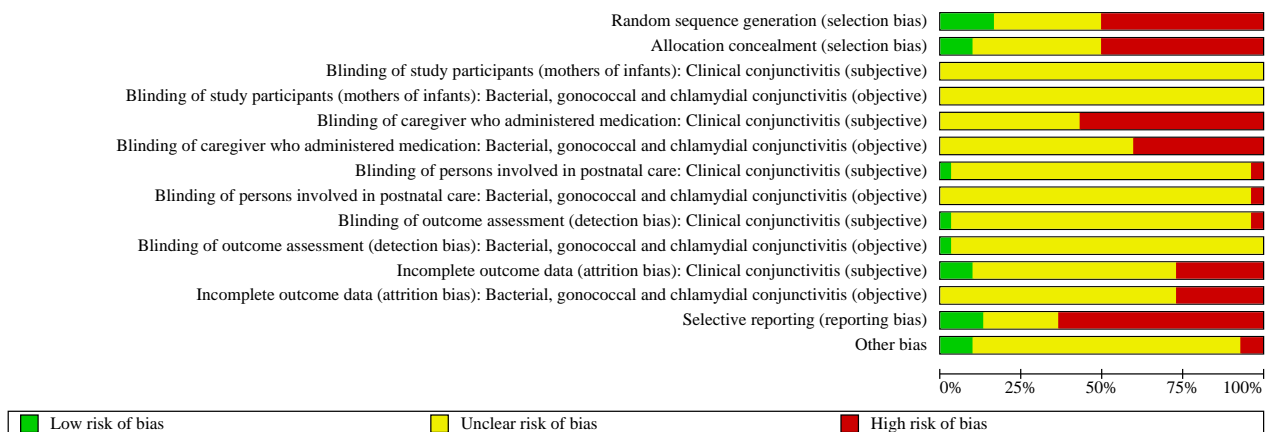 Random sequence generation (selection bias)
Allocation concealment (selection bias)
Blinding of study participants (mothers of infants): Clinical conjunctivitis (subjective)
Blinding of study participants (mothers of infants): Bacterial, gonococcal and chlamydial conjunctivitis (objective)
Blinding of caregiver who administered medication: Clinical conjunctivitis (subjective)
Blinding of caregiver who administered medication: Bacterial, gonococcal and chlamydial conjunctivitis (objective)
Blinding of persons involved in postnatal care: Clinical conjunctivitis (subjective)
Blinding of persons involved in postnatal care: Bacterial, gonococcal and chlamydial conjunctivitis (objective)
Blinding of outcome assessment (detection bias): Clinical conjunctivitis (subjective)
Blinding of outcome assessment (detection bias): Bacterial, gonococcal and chlamydial conjunctivitis (objective)
Incomplete outcome data (attrition bias): Clinical conjunctivitis (subjective)
Incomplete outcome data (attrition bias): Bacterial, gonococcal and chlamydial conjunctivitis (objective)
Selective reporting (reporting bias)
Other bias
0% 25% 50% 75% 100%
Low risk of bias Unclear risk of bias High risk of bias